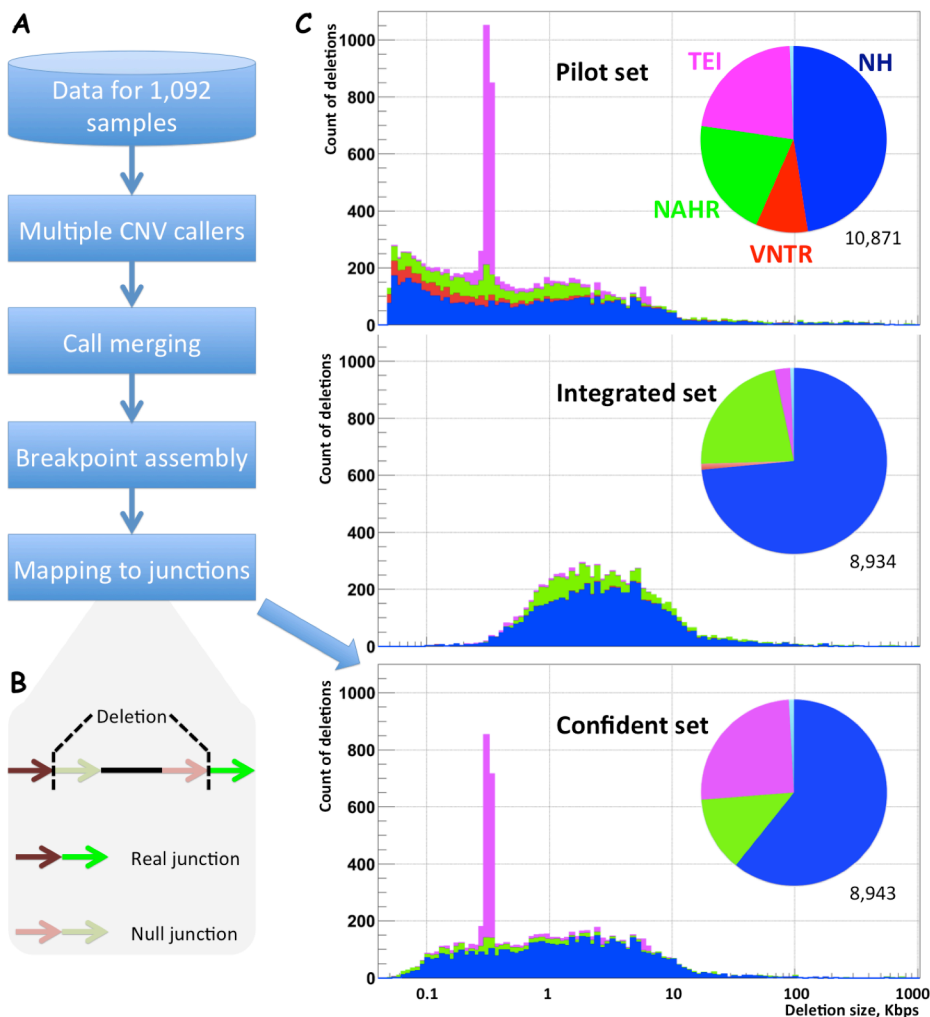 A
Data for 1,092
samples
Multiple CNV callers
Call merging
Breakpoint assembly
Mapping to junctions
B
Deletion
Real junction
Null junction
C
Count of deletions
1000
800
600
400
200
0
Pilot set
TEI
NH
NAHR
VNTR
10,871
Count of deletions
1000
800
600
400
200
0
Integrated set
8,934
Count of deletions
1000
800
600
400
200
0
Confident set
8,943
0.1
1
10
100
1000
Deletion size, Kbps